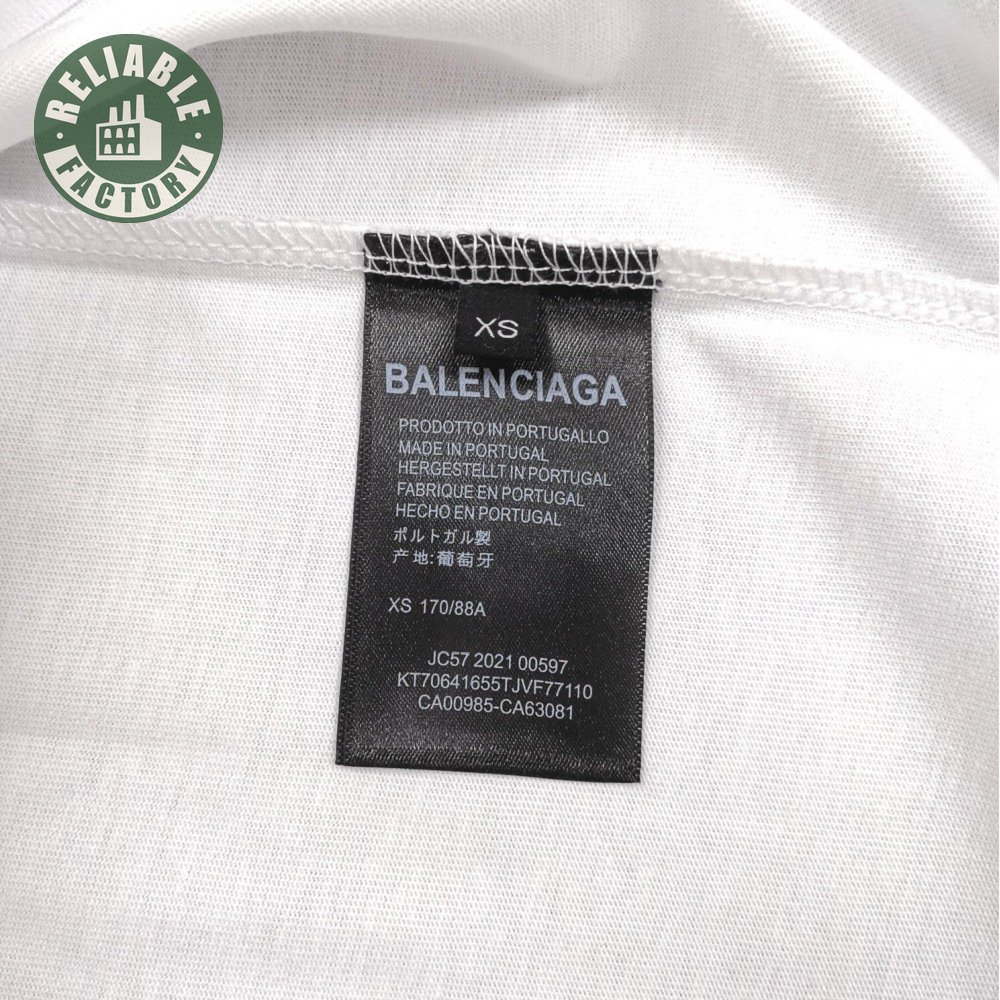 RELIABLE
FACTORY
XS
BALENCIAGA
PRODOTTO IN PORTUGALLO
MADE IN PORTUGAL
HERGESTELLT IN PORTUGAL
FABRIQUE EN PORTUGAL
HECHO EN PORTUGAL
ポルトガル製
产地:葡萄牙
XS 170/88A
JC57 2021 00597
KT70641655TJVF77110
CA00985-CA63081